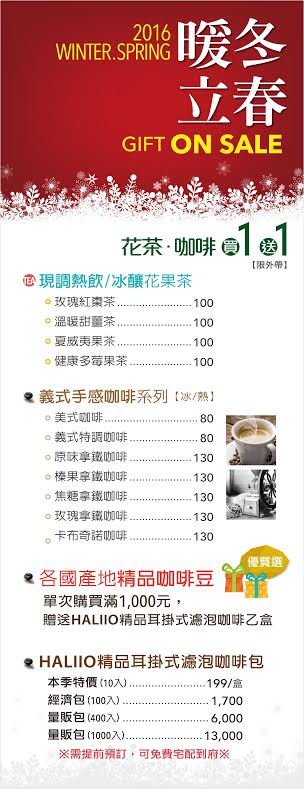 2016
WINTER.SPRING
暖冬
立春
GIFT ON SALE
花茶·咖啡 買1送1
【限外帶】
TEA 現調熱飲/冰釀花果茶
玫瑰紅棗茶......................100
溫暖甜薑茶......................100
夏威夷果茶......................100
健康多莓果茶..................100
義式手感咖啡系列【冰/熱】
美式咖啡..........................80
義式特調咖啡..................80
原味拿鐵咖啡..................130
榛果拿鐵咖啡..................130
焦糖拿鐵咖啡..................130
玫瑰拿鐵咖啡..................130
卡布奇諾咖啡..................130
優質選
各國產地精品咖啡豆
單次購買滿1,000元，
贈送HALIIO精品耳掛式濾泡咖啡乙盒
HALIIO精品耳掛式濾泡咖啡包
本季特價(10入)....................199/盒
經濟包(100入)......................1,700
量販包(400入)......................6,000
量販包(1000入)....................13,000
※需提前預訂，可免費宅配到府※